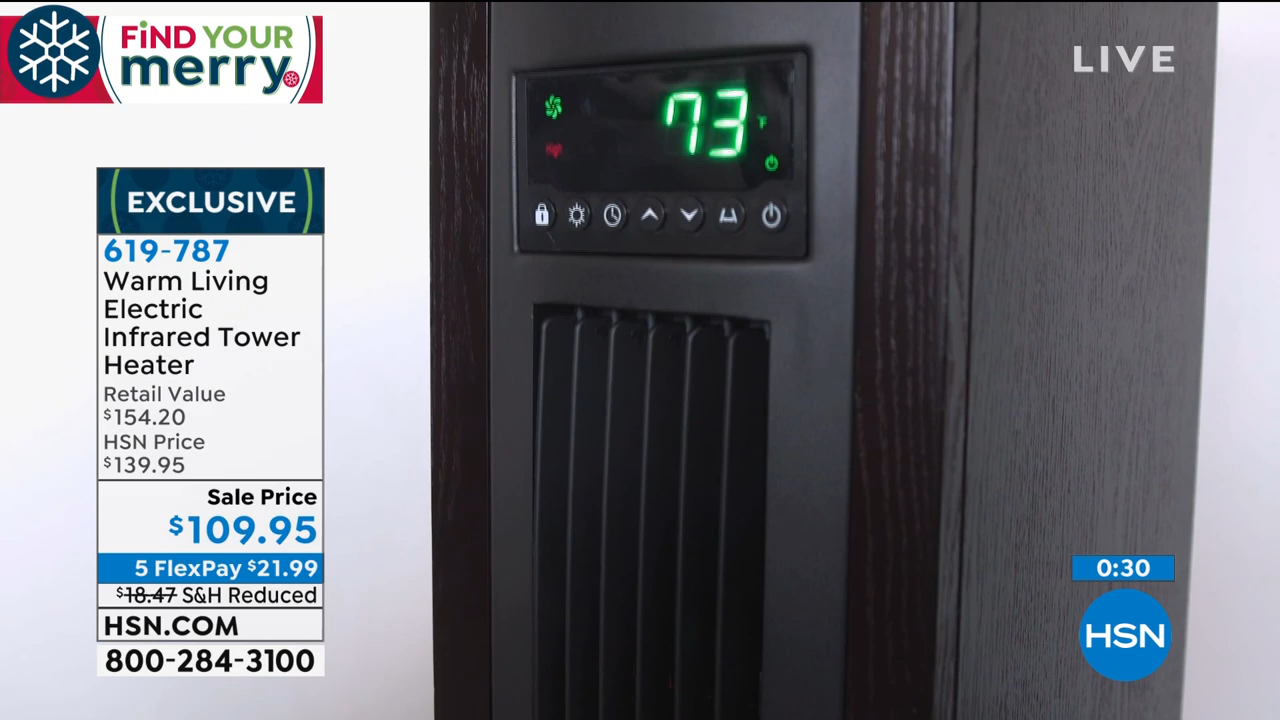 FiND YOUR
merry
LIVE
EXCLUSIVE
619-787
Warm Living
Electric
Infrared Tower
Heater
Retail Value
$154.20
HSN Price
$139.95
Sale Price
$109.95
5 FlexPay $21.99
$18.47 S&H Reduced
HSN.COM
800-284-3100
73
°F
High
0:30
HSN